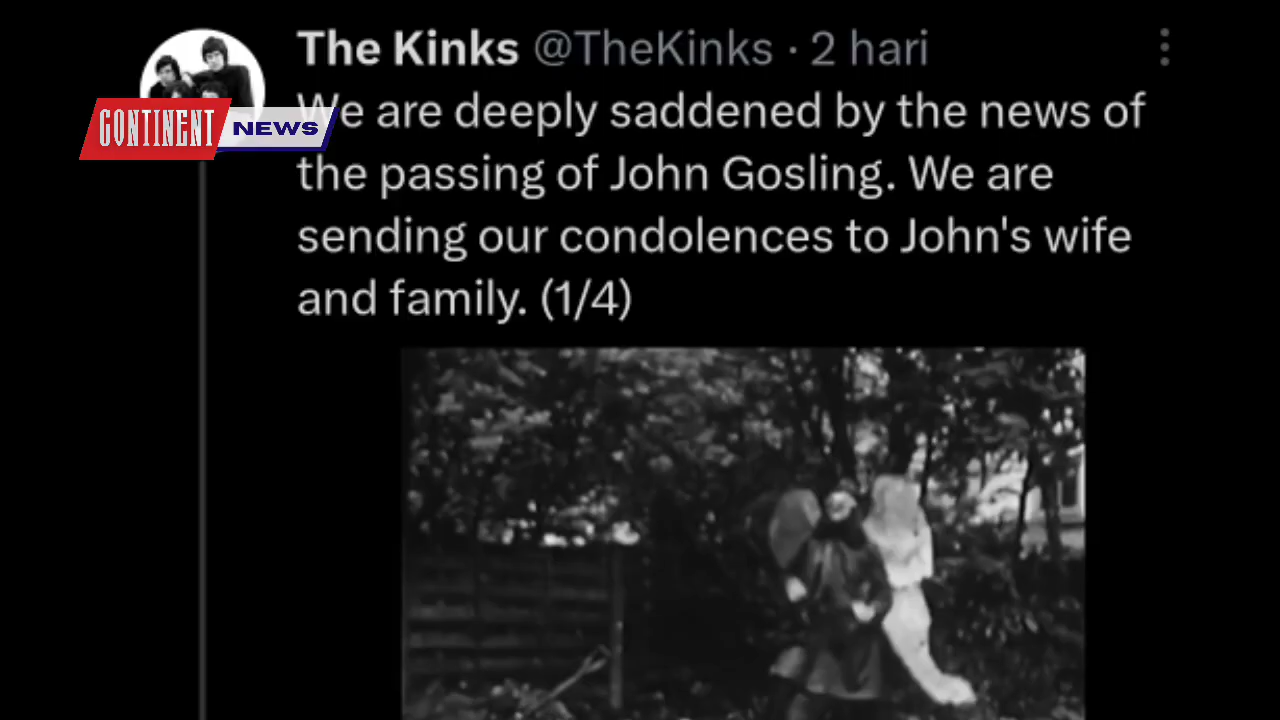 The Kinks @TheKinks · 2 hari
CONTINENT NEWS
We are deeply saddened by the news of
the passing of John Gosling. We are
sending our condolences to John's wife
and family. (1/4)